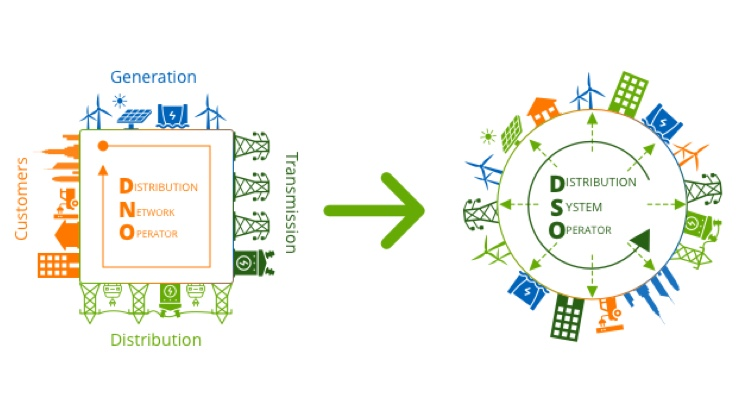 Generation
Customers
DISTRIBUTION
NETWORK
OPERATOR
Transmission
Distribution
DISTRIBUTION
SYSTEM
OPERATOR